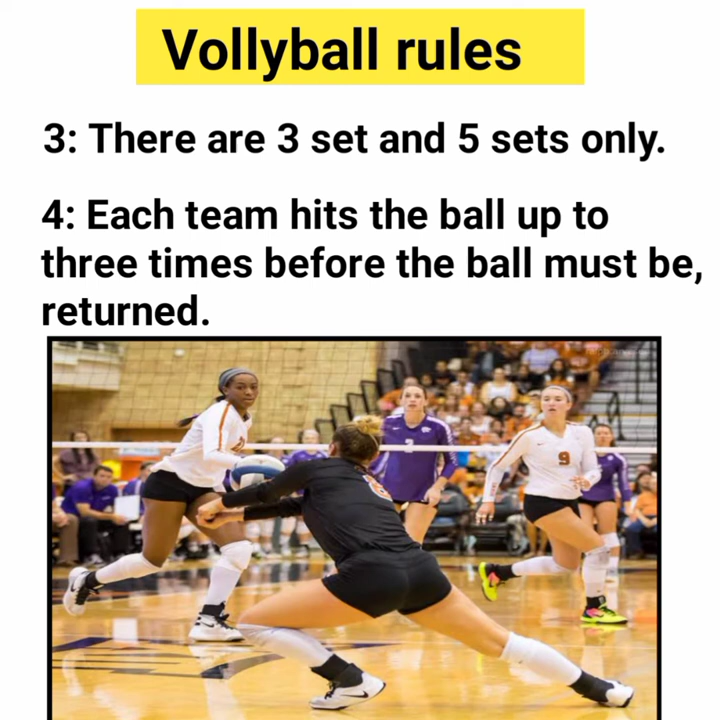 Vollyball rules
3: There are 3 set and 5 sets only.
4: Each team hits the ball up to
three times before the ball must be,
returned.
9